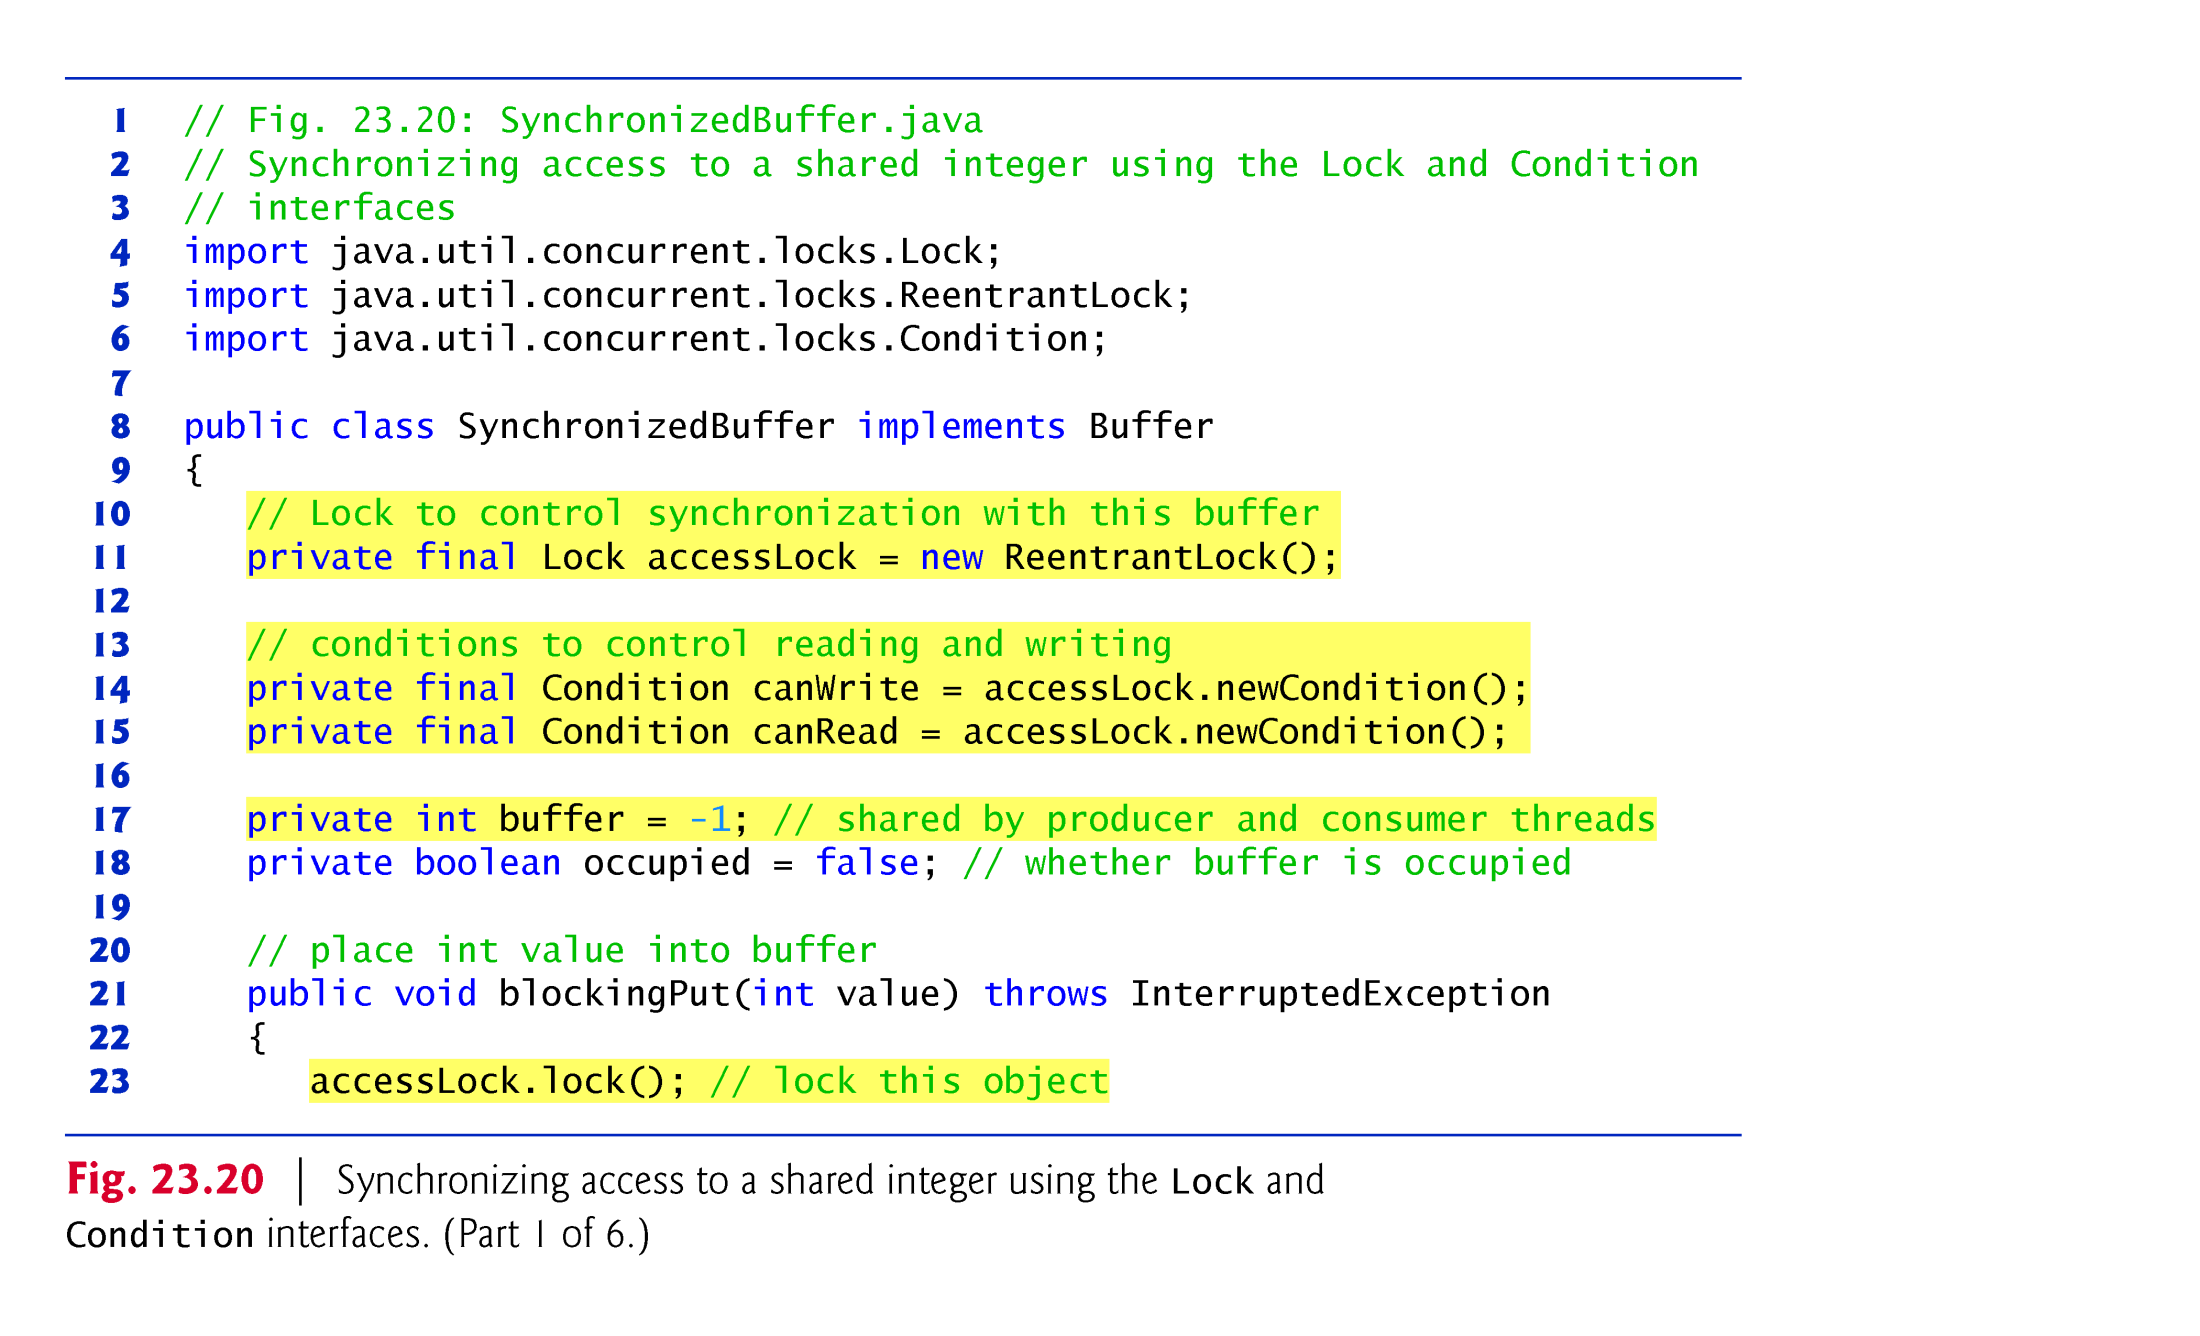 1 // Fig. 23.20: SynchronizedBuffer.java
2 // Synchronizing access to a shared integer using the Lock and Condition
3 // interfaces
4 import java.util.concurrent.locks.Lock;
5 import java.util.concurrent.locks.ReentrantLock;
6 import java.util.concurrent.locks.Condition;
7
8 public class SynchronizedBuffer implements Buffer
9 {
10 // Lock to control synchronization with this buffer
11 private final Lock accessLock = new ReentrantLock();
12
13 // conditions to control reading and writing
14 private final Condition canWrite = accessLock.newCondition();
15 private final Condition canRead = accessLock.newCondition();
16
17 private int buffer = -1; // shared by producer and consumer threads
18 private boolean occupied = false; // whether buffer is occupied
19
20 // place int value into buffer
21 public void blockingPut(int value) throws InterruptedException
22 {
23 accessLock.lock(); // lock this object
Fig. 23.20 | Synchronizing access to a shared integer using the Lock and
Condition interfaces. (Part 1 of 6.)